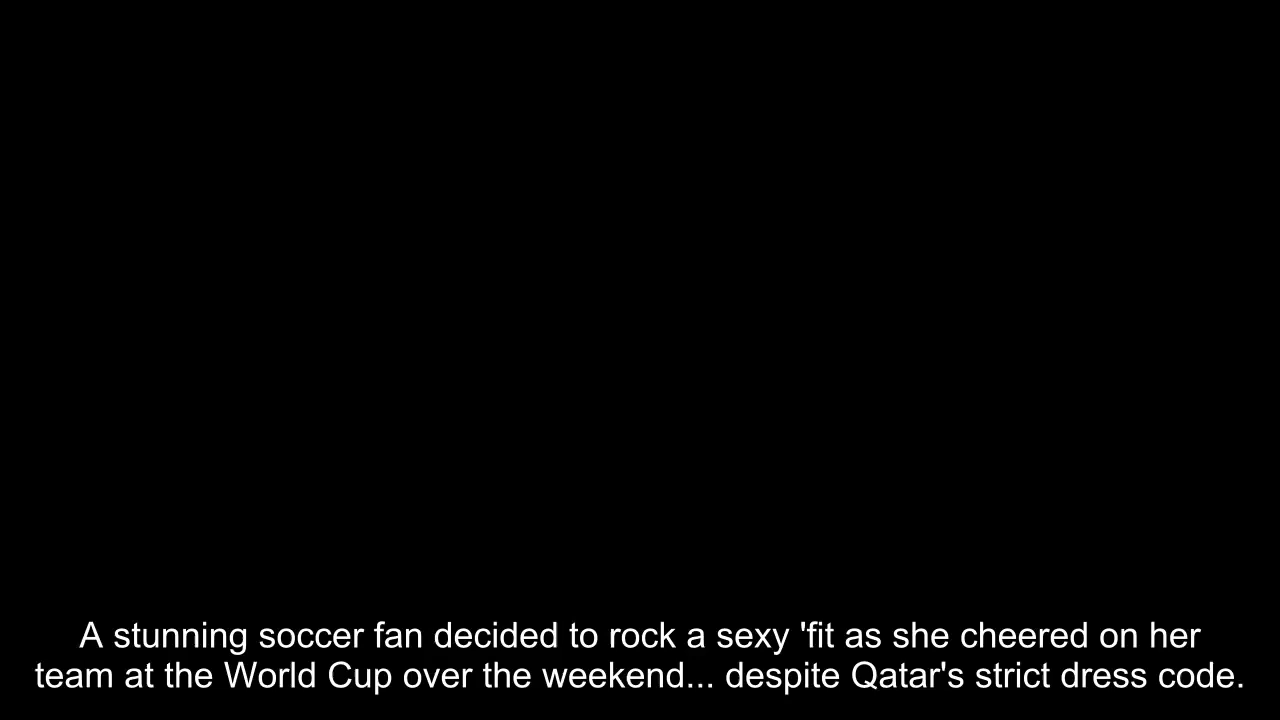 A stunning soccer fan decided to rock a sexy 'fit as she cheered on her
team at the World Cup over the weekend... despite Qatar's strict dress code.